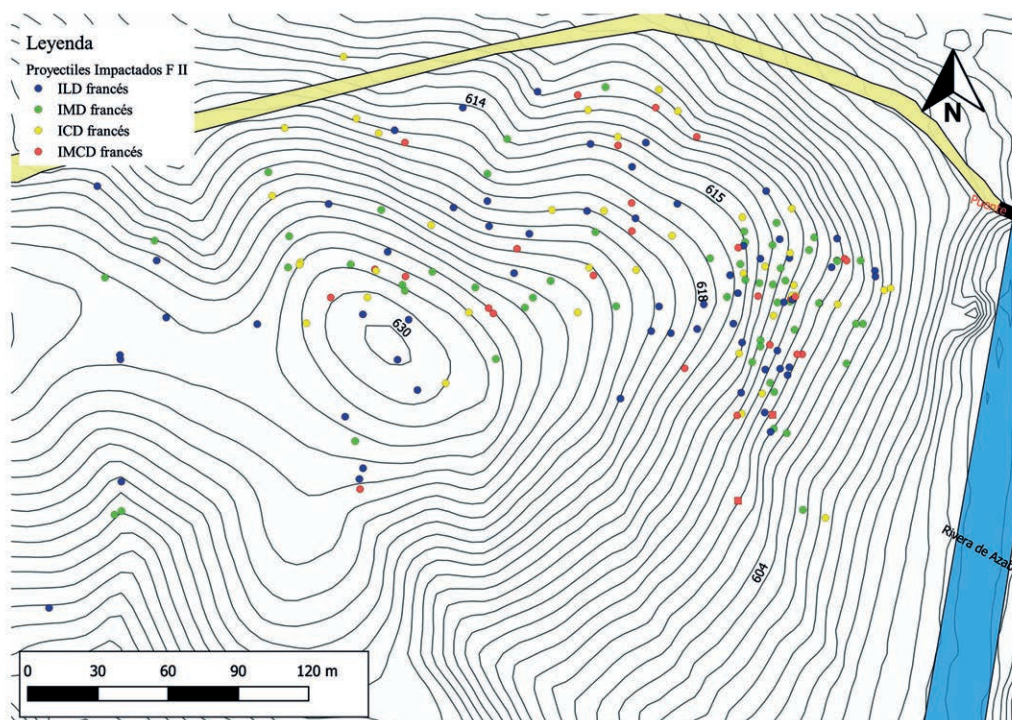 Leyenda
Proyectiles Impactados F II
ILD francés
IMD francés
ICD francés
IMCD francés
614
N
615
Puente
618
630
Rivera de Azab
604
0 30 60 90 120 m